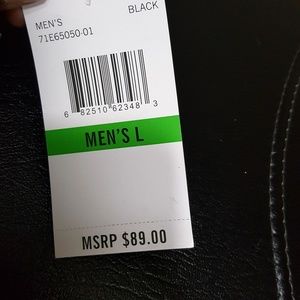 MEN'S BLACK
71E65050-01
6 82510 62348 3
MEN'S L
MSRP $89.00